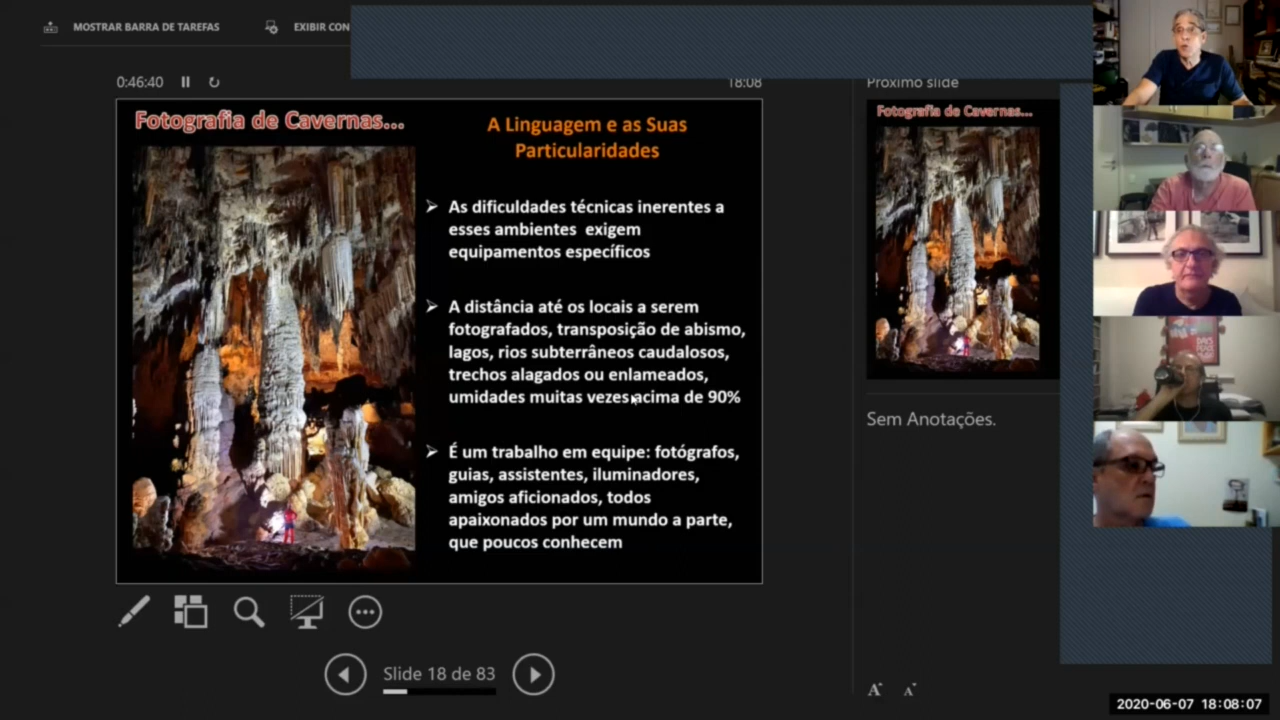 MOSTRAR BARRA DE TAREFAS
EXIBIR CON
0:46:40
18:08
Próximo slide
Fotografia de Cavernas...
A Linguagem e as Suas
Particularidades
As dificuldades técnicas inerentes a
esses ambientes exigem
equipamentos específicos
A distância até os locais a serem
fotografados, transposição de abismo,
lagos, rios subterrâneos caudalosos,
trechos alagados ou enlameados,
umidades muitas vezes acima de 90%
É um trabalho em equipe: fotógrafos,
guias, assistentes, iluminadores,
amigos aficionados, todos
apaixonados por um mundo a parte,
que poucos conhecem
Fotografia de Cavernas...
Sem Anotações.
Slide 18 de 83
A A
2020-06-07 18:08:07